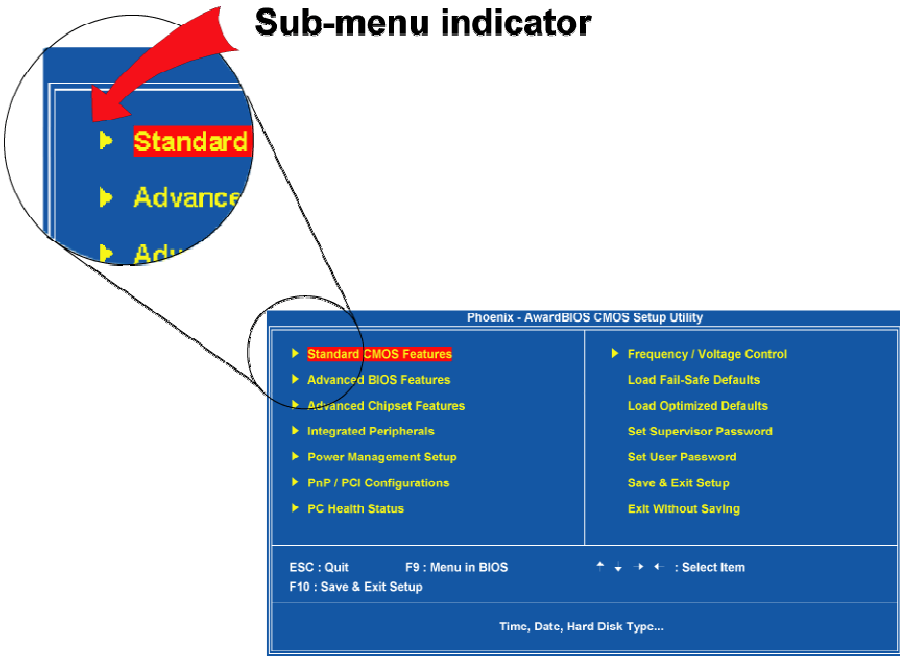 Sub-menu indicator
Standard
Advance
Adv
Phoenix - AwardBIOS CMOS Setup Utility
Standard CMOS Features
Advanced BIOS Features
Advanced Chipset Features
Integrated Peripherals
Power Management Setup
PnP / PCI Configurations
PC Health Status
Frequency / Voltage Control
Load Fail-Safe Defaults
Load Optimized Defaults
Set Supervisor Password
Set User Password
Save & Exit Setup
Exit Without Saving
ESC : Quit F9 : Menu in BIOS ↑ ↓ → ← : Select Item
F10 : Save & Exit Setup
Time, Date, Hard Disk Type...